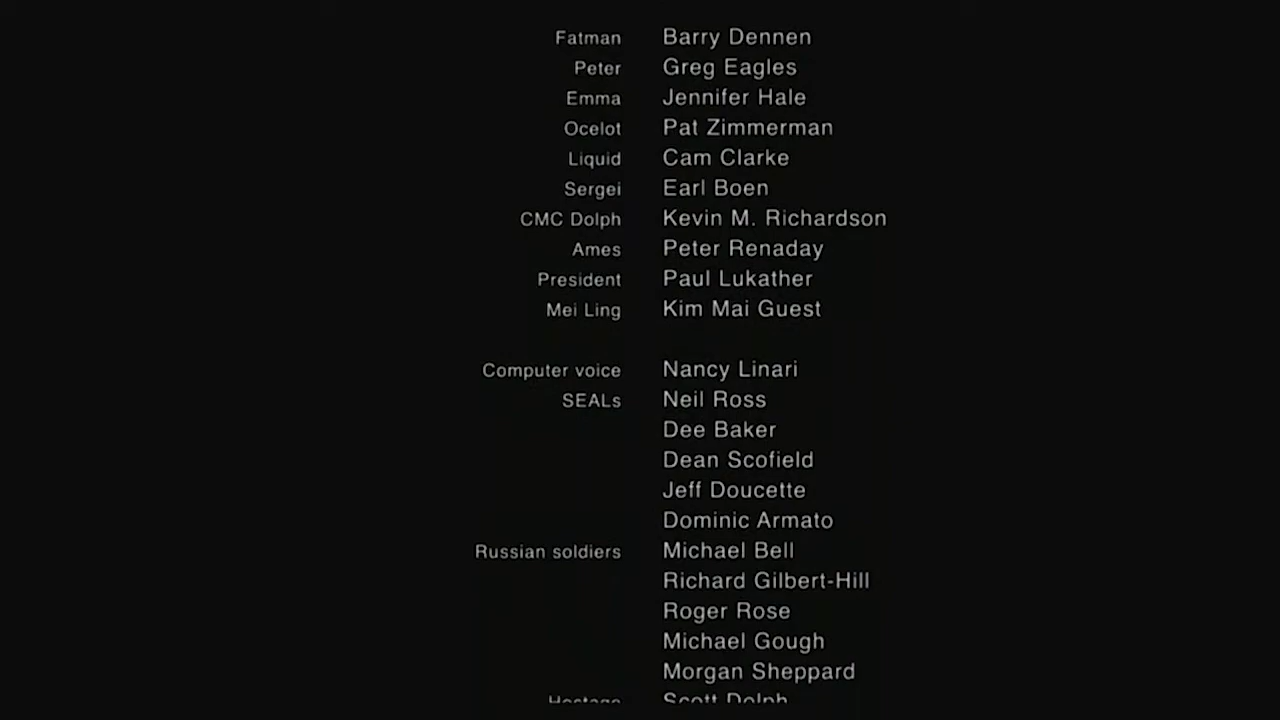 Fatman Barry Dennen
Peter Greg Eagles
Emma Jennifer Hale
Ocelot Pat Zimmerman
Liquid Cam Clarke
Sergei Earl Boen
CMC Dolph Kevin M. Richardson
Ames Peter Renaday
President Paul Lukather
Mei Ling Kim Mai Guest
Computer voice Nancy Linari
SEALs Neil Ross
Dee Baker
Dean Scofield
Jeff Doucette
Dominic Armato
Russian soldiers Michael Bell
Richard Gilbert-Hill
Roger Rose
Michael Gough
Morgan Sheppard
Hostage Scott Dolph